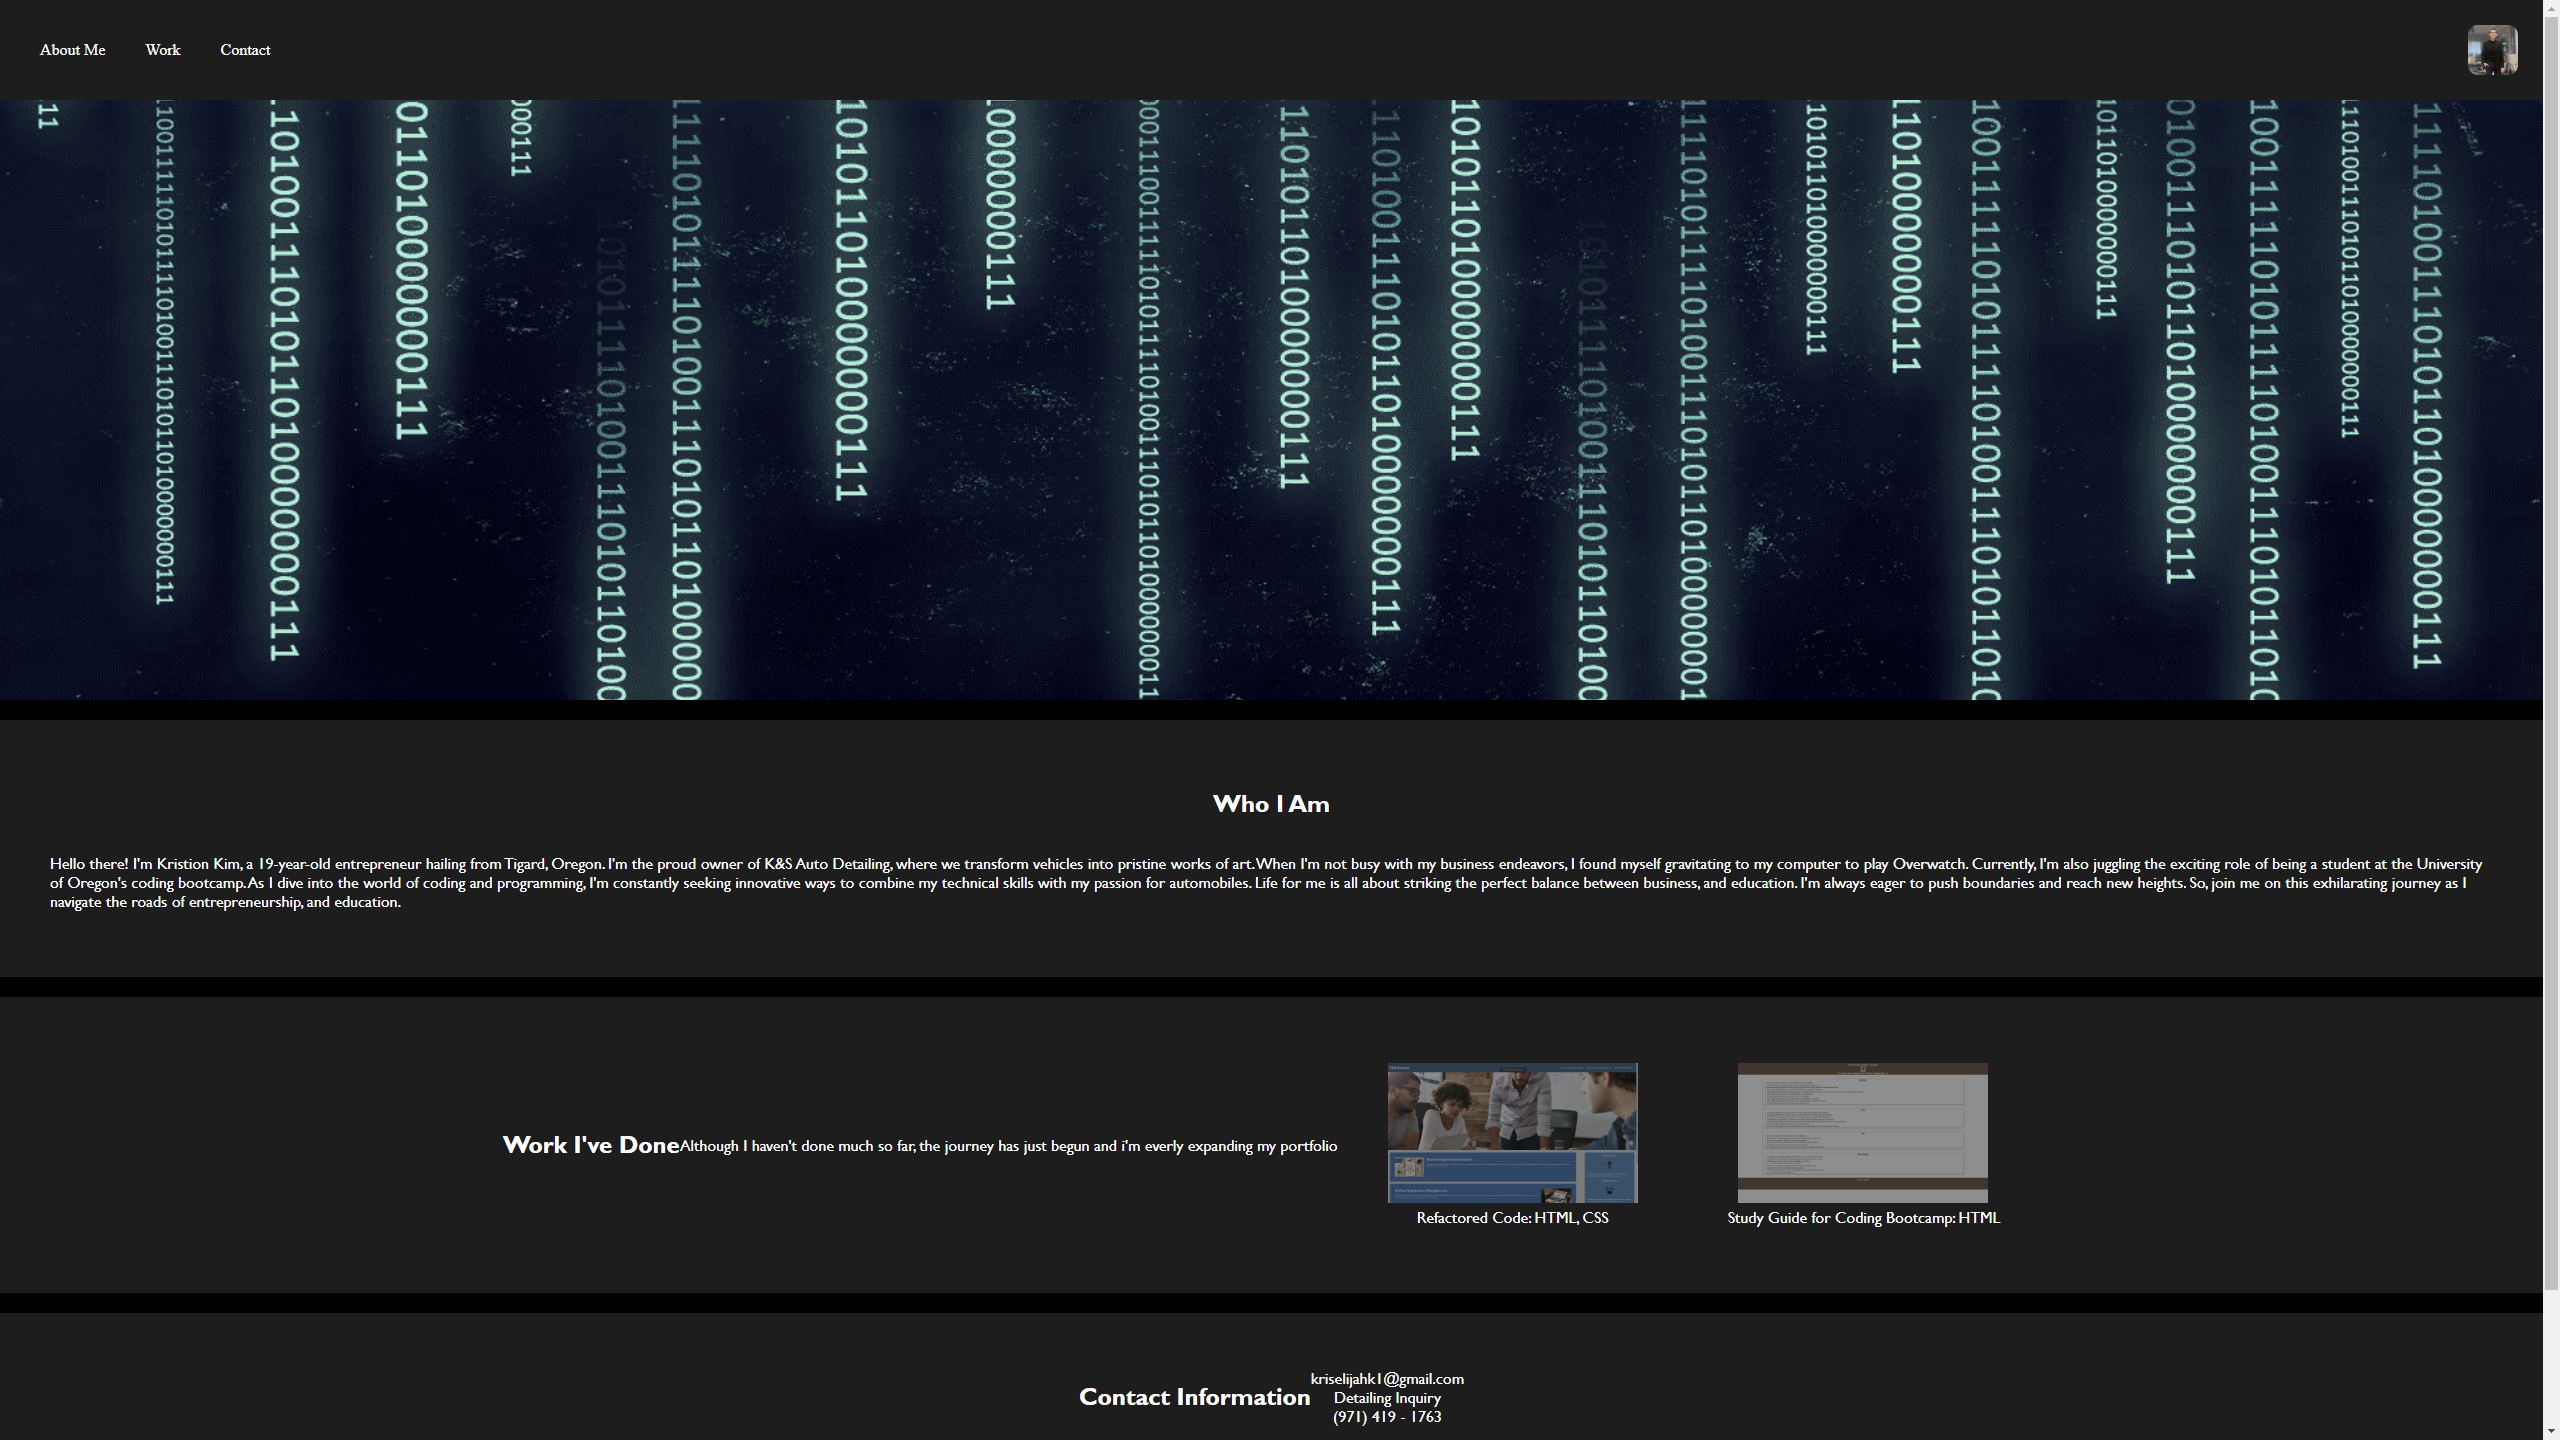 About Me
Work
Contact
Who I Am
Hello there! I'm Kristion Kim, a 19-year-old entrepreneur hailing from Tigard, Oregon. I'm the proud owner of K&S Auto Detailing, where we transform vehicles into pristine works of art. When I'm not busy with my business endeavors, I found myself gravitating to my computer to play Overwatch. Currently, I'm also juggling the exciting role of being a student at the University
of Oregon's coding bootcamp. As I dive into the world of coding and programming, I'm constantly seeking innovative ways to combine my technical skills with my passion for automobiles. Life for me is all about striking the perfect balance between business, and education. I'm always eager to push boundaries and reach new heights. So, join me on this exhilarating journey as I
navigate the roads of entrepreneurship, and education.
Work I've Done
Although I haven't done much so far, the journey has just begun and i'm everly expanding my portfolio
Refactored Code: HTML, CSS
Study Guide for Coding Bootcamp: HTML
Contact Information
kriselijahk1@gmail.com
Detailing Inquiry
(971) 419 - 1763